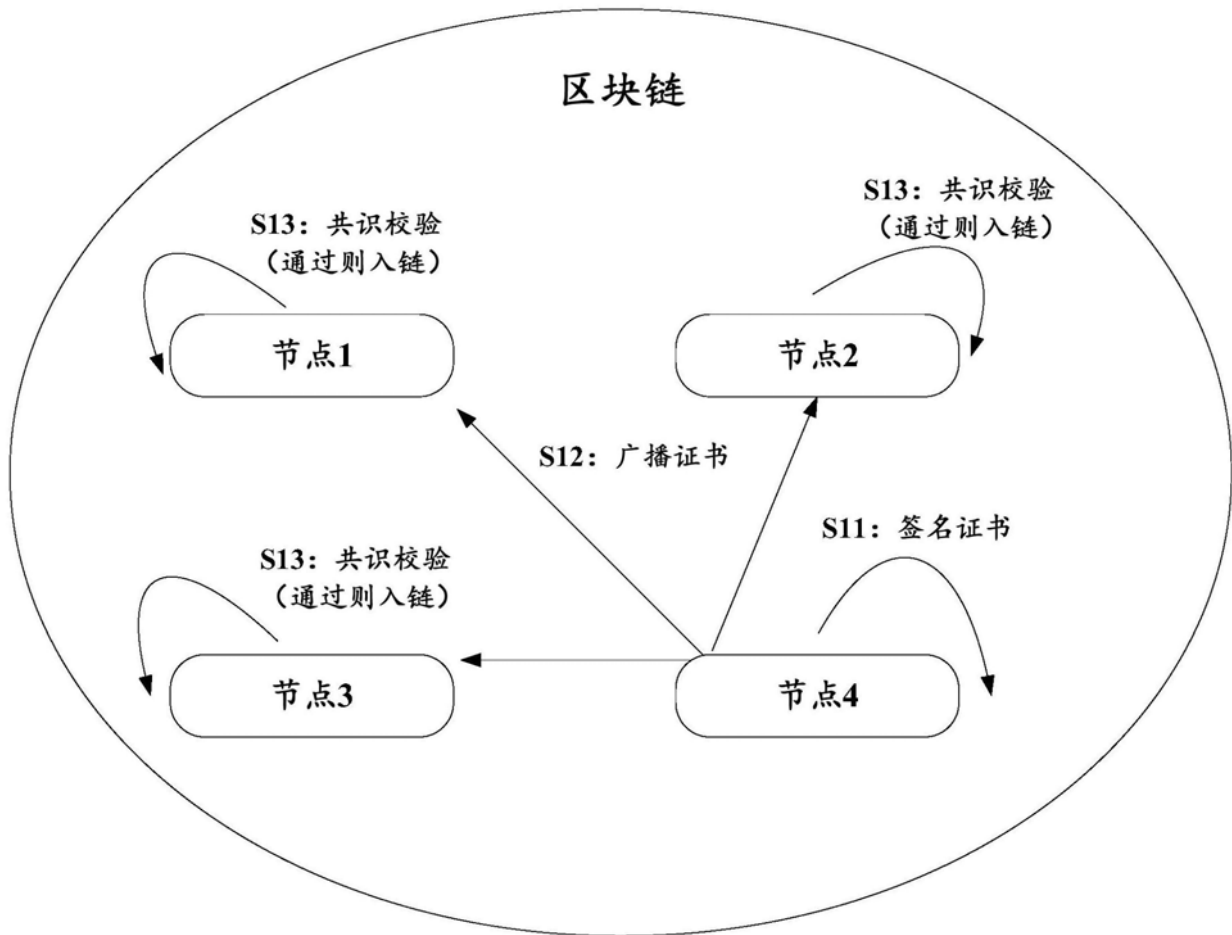 区块链
S13：共识校验
（通过则入链）
S13：共识校验
（通过则入链）
节点1
节点2
S12：广播证书
S11：签名证书
S13：共识校验
（通过则入链）
节点3
节点4